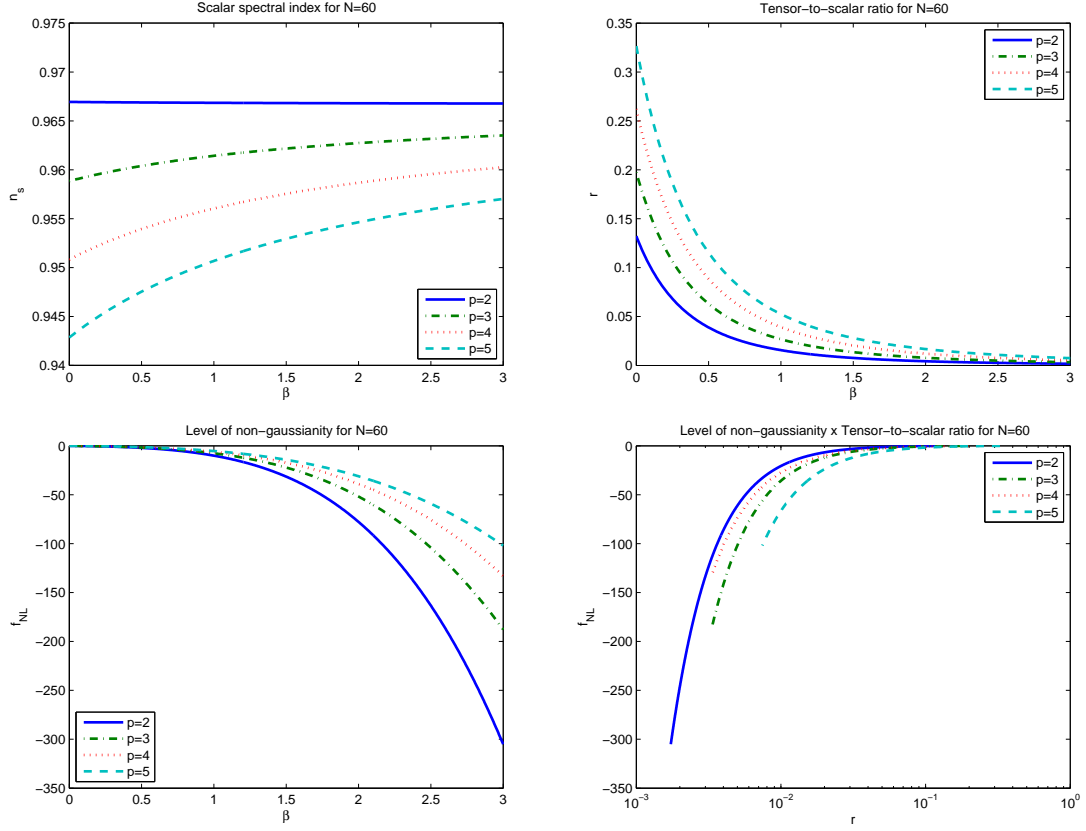 Scalar spectral index for N=60
0.975
0.97
0.965
0.96
0.955
0.95
0.945
0.94
n_s
0
0.5
1
1.5
2
2.5
3
β
p=2
p=3
p=4
p=5
Tensor-to-scalar ratio for N=60
0.35
0.3
0.25
0.2
0.15
0.1
0.05
0
r
0
0.5
1
1.5
2
2.5
3
β
p=2
p=3
p=4
p=5
Level of non-gaussianity for N=60
0
−50
−100
−150
−200
−250
−300
−350
f_NL
0
0.5
1
1.5
2
2.5
3
β
p=2
p=3
p=4
p=5
Level of non-gaussianity x Tensor-to-scalar ratio for N=60
0
−50
−100
−150
−200
−250
−300
−350
f_NL
10^−3
10^−2
10^−1
10^0
r
p=2
p=3
p=4
p=5